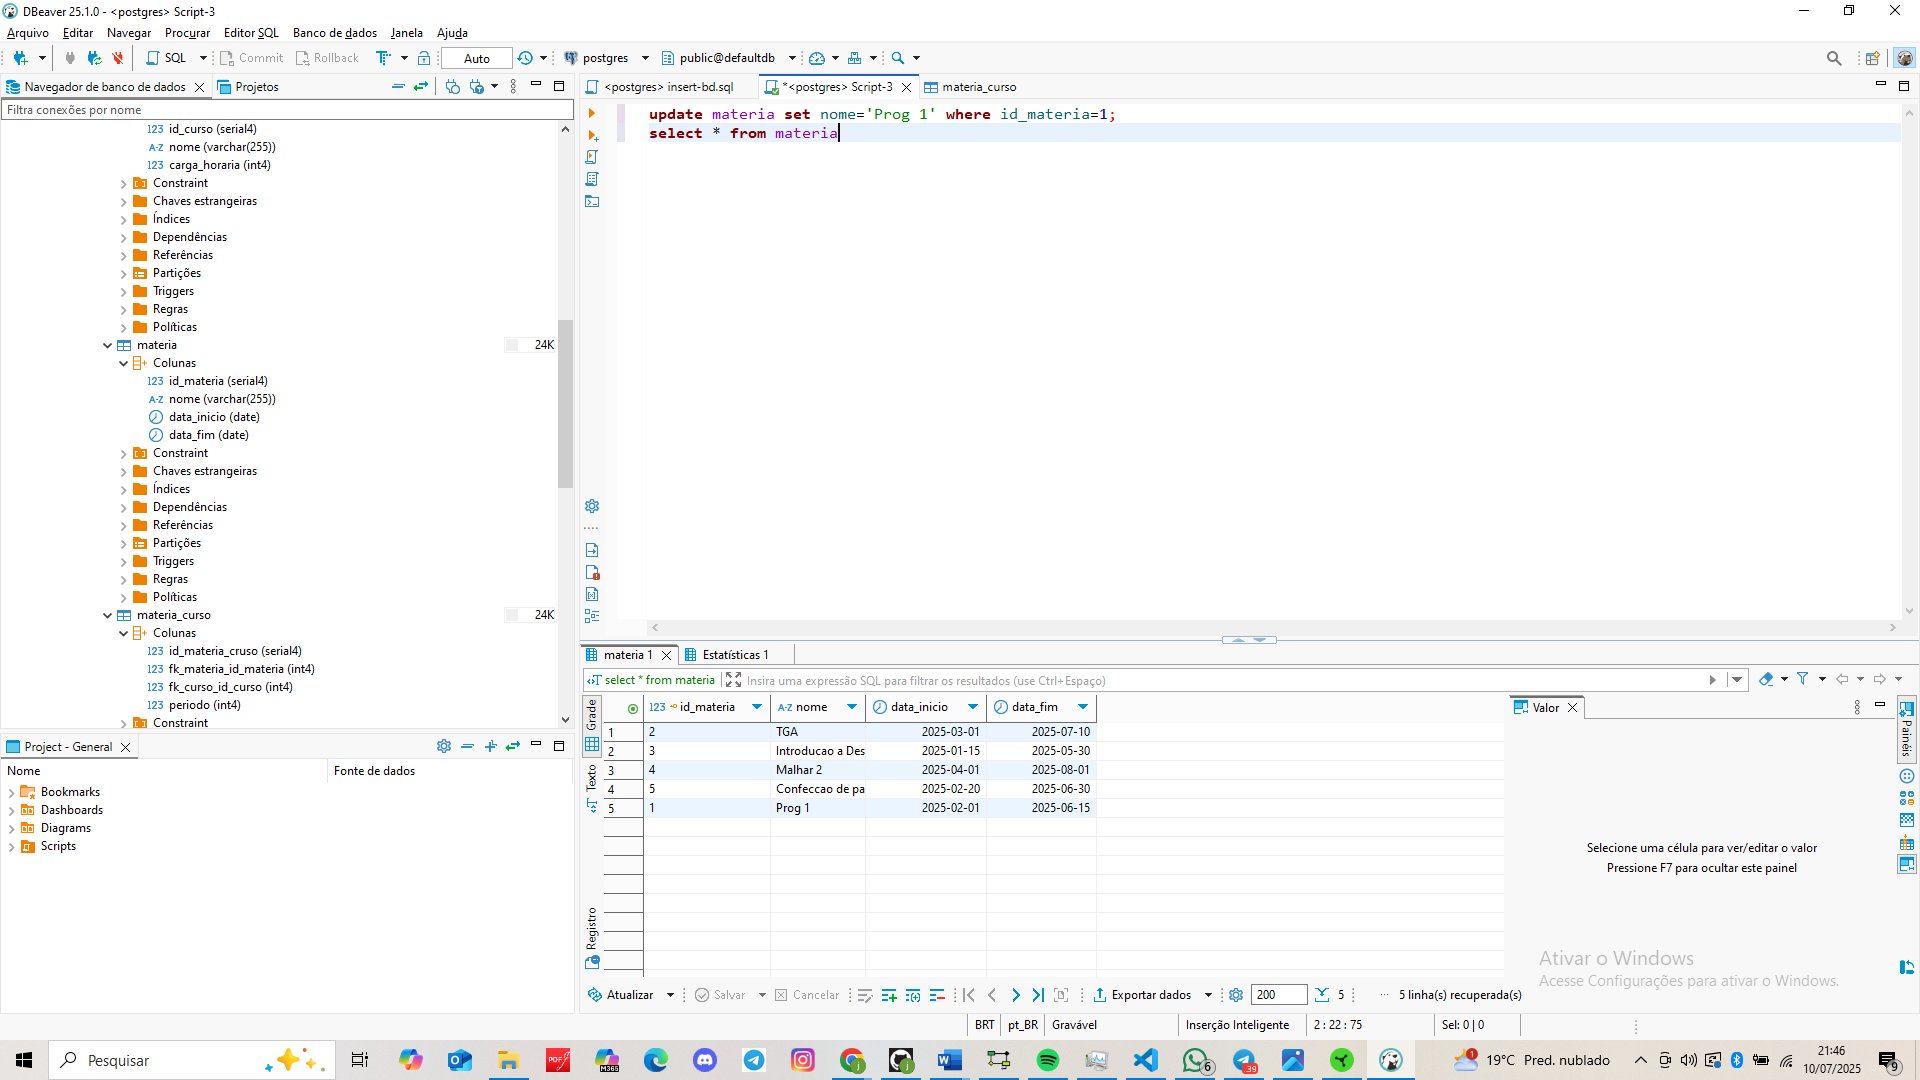 DBeaver 25.1.0 - <postgres> Script-3
Arquivo Editar Navegar Procurar Editor SQL Banco de dados Janela Ajuda
SQL Commit Rollback Auto postgres public@defaultdb
Navegador de banco de dados Projetos
Filtra conexões por nome
123 id_curso (serial4)
A-Z nome (varchar(255))
123 carga_horaria (int4)
Constraint
Chaves estrangeiras
Índices
Dependências
Referências
Partições
Triggers
Regras
Políticas
materia 24K
Colunas
123 id_materia (serial4)
A-Z nome (varchar(255))
data_inicio (date)
data_fim (date)
Constraint
Chaves estrangeiras
Índices
Dependências
Referências
Partições
Triggers
Regras
Políticas
materia_curso 24K
Colunas
123 id_materia_cruso (serial4)
123 fk_materia_id_materia (int4)
123 fk_curso_id_curso (int4)
123 periodo (int4)
Constraint
Project - General
Nome Fonte de dados
Bookmarks
Dashboards
Diagrams
Scripts
<postgres> insert-bd.sql *<postgres> Script-3 materia_curso
update materia set nome='Prog 1' where id_materia=1;
select * from materia
materia 1 Estatísticas 1
select * from materia Insira uma expressão SQL para filtrar os resultados (use Ctrl+Espaço)
Grade
Texto
Registro
123 id_materia A-Z nome data_inicio data_fim
1 2 TGA 2025-03-01 2025-07-10
2 3 Introducao a Des 2025-01-15 2025-05-30
3 4 Malhar 2 2025-04-01 2025-08-01
4 5 Confeccao de pa 2025-02-20 2025-06-30
5 1 Prog 1 2025-02-01 2025-06-15
Valor
Painéis
Selecione uma célula para ver/editar o valor
Pressione F7 para ocultar este painel
Ativar o Windows
Acesse Configurações para ativar o Windows.
Atualizar Salvar Cancelar Exportar dados 200 5 5 linha(s) recuperada(s)
BRT pt_BR Gravável Inserção Inteligente 2 : 22 : 75 Sel: 0 | 0
Pesquisar PDF M365 6 39 1 19°C Pred. nublado 21:46
10/07/2025 9